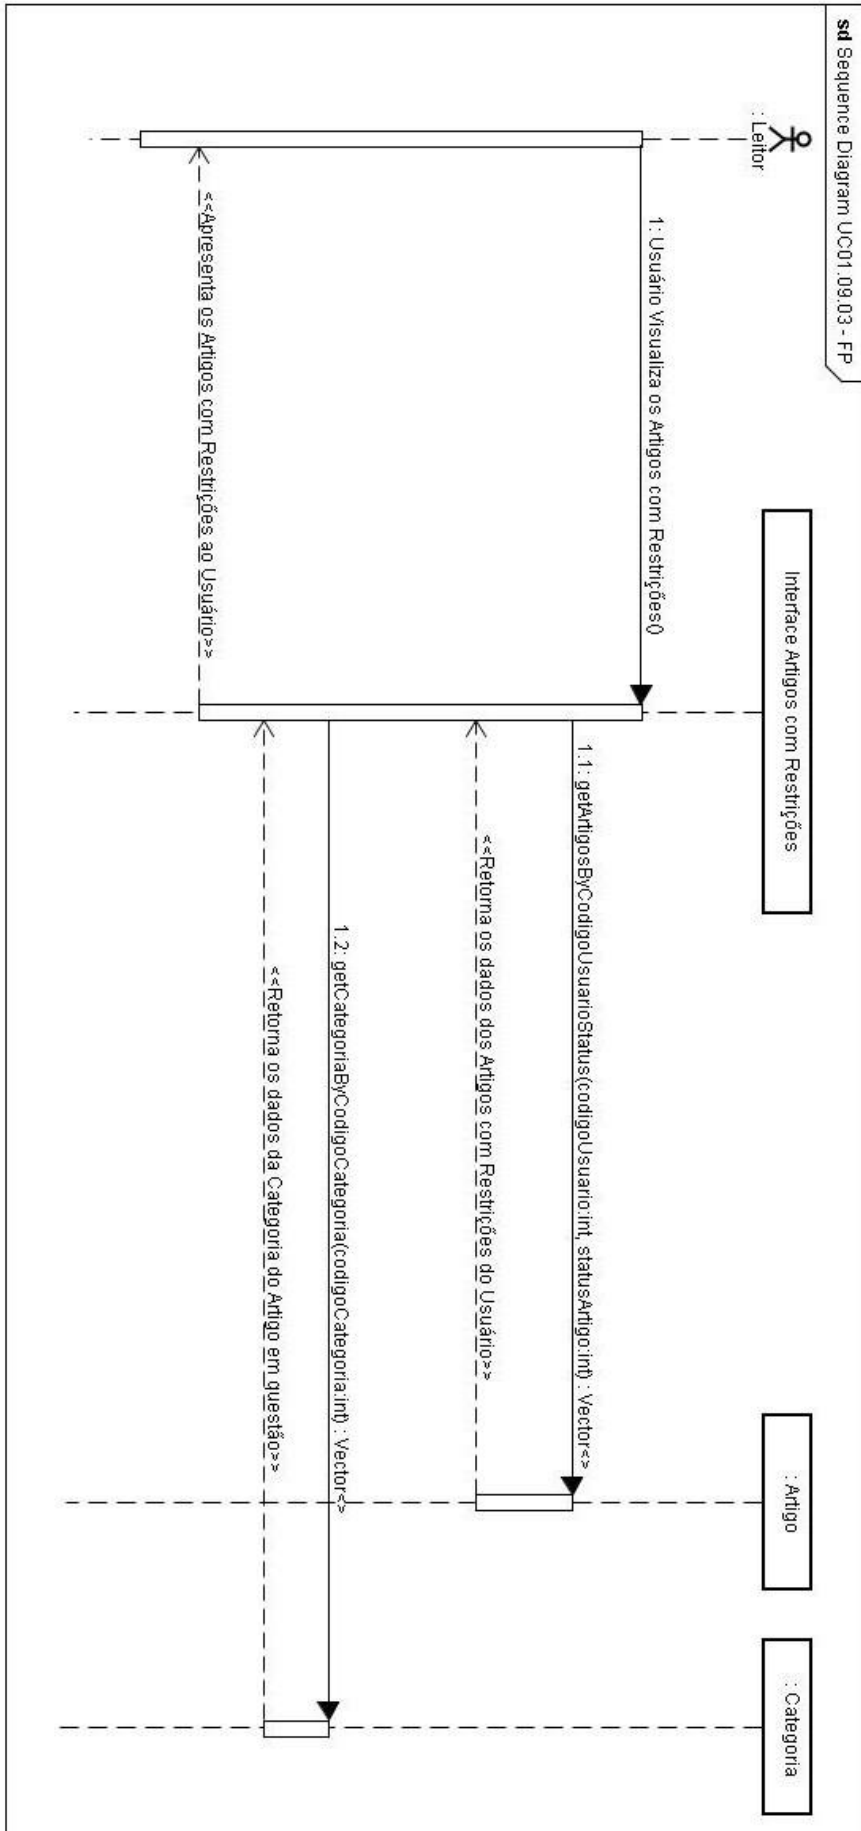 sd Sequence Diagram UC01.09.03 - FP
: Leitor
Interface Artigos com Restrições
: Artigo
: Categoria
1: Usuário Visualiza os Artigos com Restrições()
1.1: getArtigosByCodigoUsuarioStatus(codigoUsuario:int, statusArtigo:int) : Vector<>
<<Retorna os dados dos Artigos com Restrições do Usuário>>
1.2: getCategoriaByCodigoCategoria(codigoCategoria:int) : Vector<>
<<Retorna os dados da Categoria do Artigo em questão>>
<<Apresenta os Artigos com Restrições ao Usuário>>